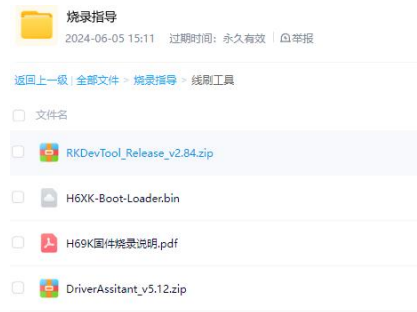 烧录指导
2024-06-05 15:11 过期时间：永久有效 举报
返回上一级 | 全部文件 > 烧录指导 > 线刷工具
文件名
RKDevTool_Release_v2.84.zip
H6XK-Boot-Loader.bin
H69K固件烧录说明.pdf
DriverAssitant_v5.12.zip